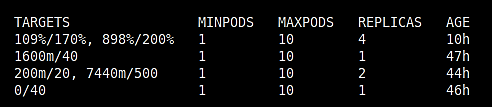 TARGETS MINPODS MAXPODS REPLICAS AGE
109%/170%, 898%/200% 1 10 4 10h
1600m/40 1 10 1 47h
200m/20, 7440m/500 1 10 2 44h
0/40 1 10 1 46h